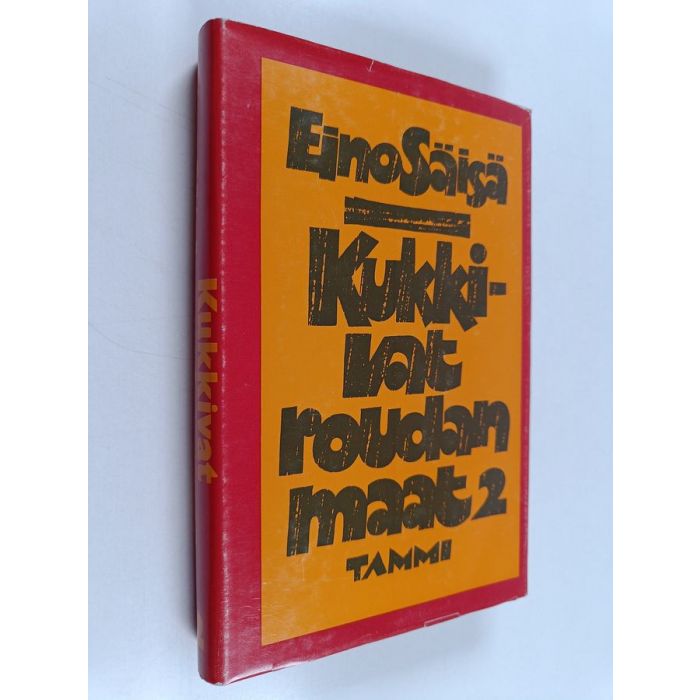 Eino Säisä
Kukki-
vat
roudan
maat 2
TAMMI
Kukkivat